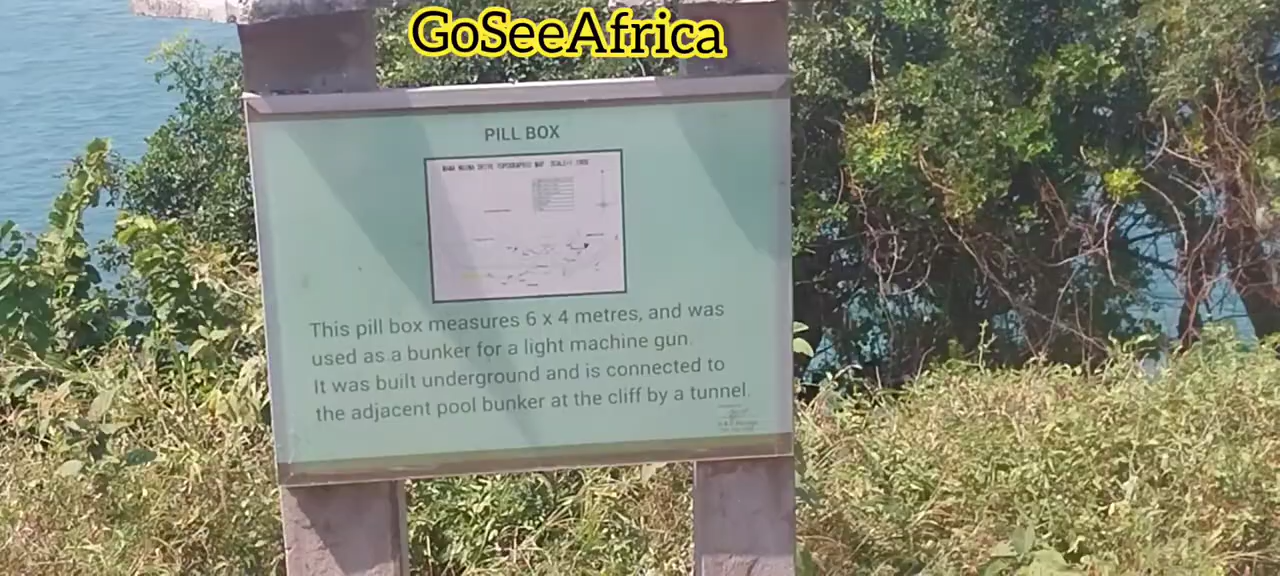 GoSeeAfrica
PILL BOX
This pill box measures 6 x 4 metres, and was
used as a bunker for a light machine gun.
It was built underground and is connected to
the adjacent pool bunker at the cliff by a tunnel.